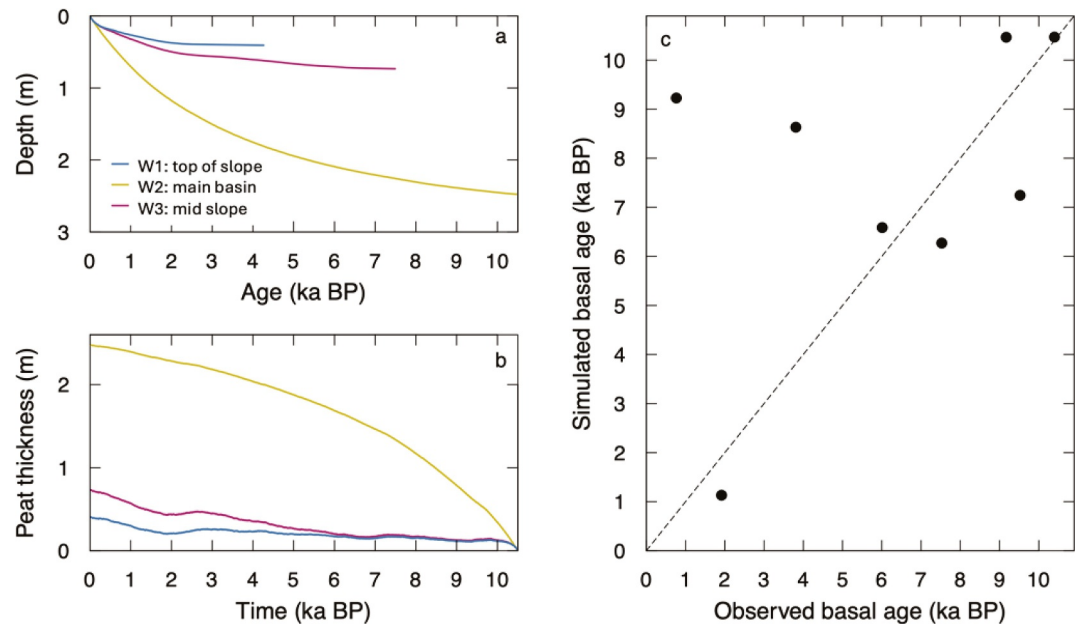 a
0
1
2
3
Depth (m)
W1: top of slope
W2: main basin
W3: mid slope
0 1 2 3 4 5 6 7 8 9 10
Age (ka BP)
b
2
1
0
Peat thickness (m)
0 1 2 3 4 5 6 7 8 9 10
Time (ka BP)
c
10
9
8
7
6
5
4
3
2
1
0
Simulated basal age (ka BP)
0 1 2 3 4 5 6 7 8 9 10
Observed basal age (ka BP)